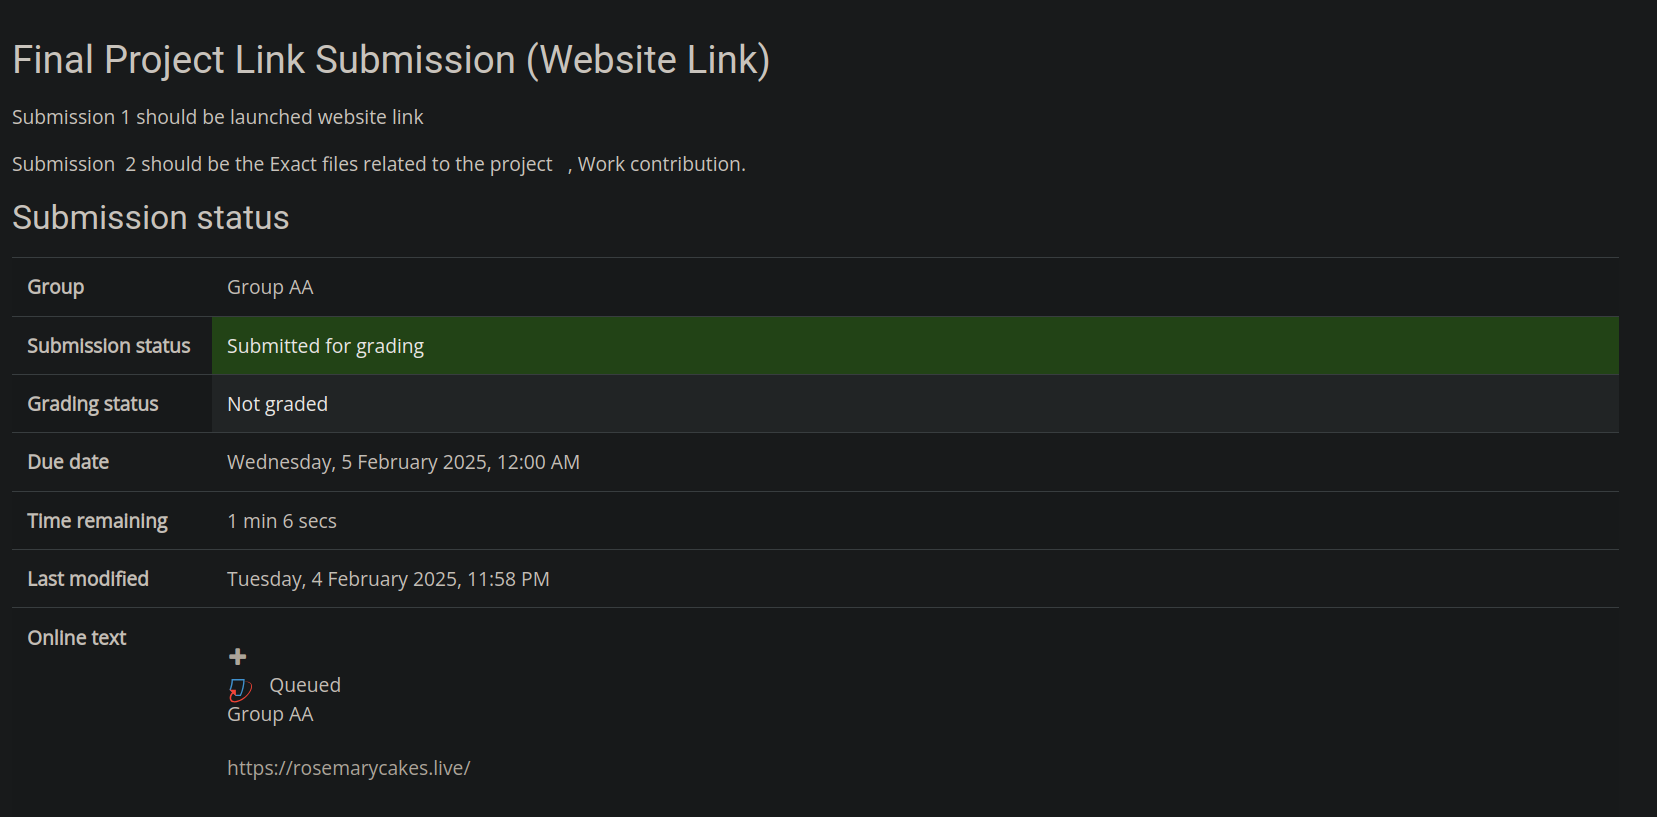 Final Project Link Submission (Website Link)
Submission 1 should be launched website link
Submission  2 should be the Exact files related to the project   , Work contribution.
Submission status
Group Group AA
Submission status Submitted for grading
Grading status Not graded
Due date Wednesday, 5 February 2025, 12:00 AM
Time remaining 1 min 6 secs
Last modified Tuesday, 4 February 2025, 11:58 PM
Online text
Queued
Group AA
https://rosemarycakes.live/